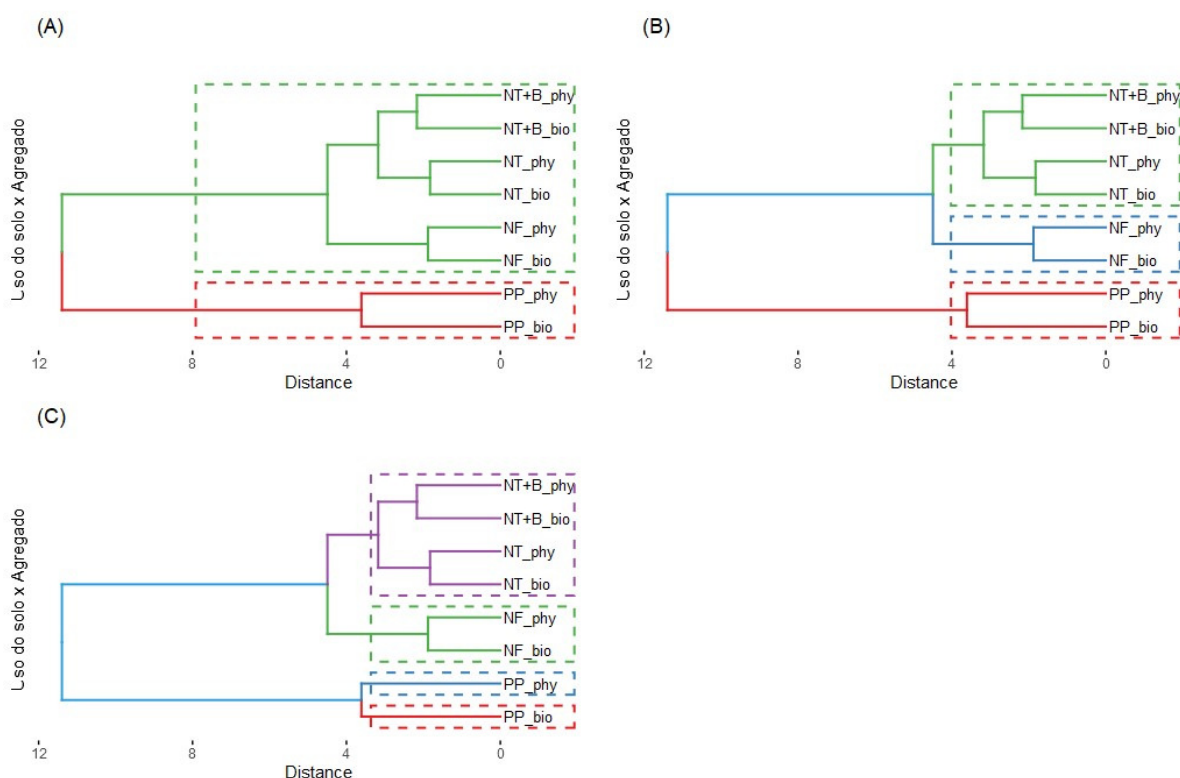 (A)
Uso do solo x Agregado
NT+B_phy
NT+B_bio
NT_phy
NT_bio
NF_phy
NF_bio
PP_phy
PP_bio
12 8 4 0
Distance
(B)
Uso do solo x Agregado
NT+B_phy
NT+B_bio
NT_phy
NT_bio
NF_phy
NF_bio
PP_phy
PP_bio
12 8 4 0
Distance
(C)
Uso do solo x Agregado
NT+B_phy
NT+B_bio
NT_phy
NT_bio
NF_phy
NF_bio
PP_phy
PP_bio
12 8 4 0
Distance